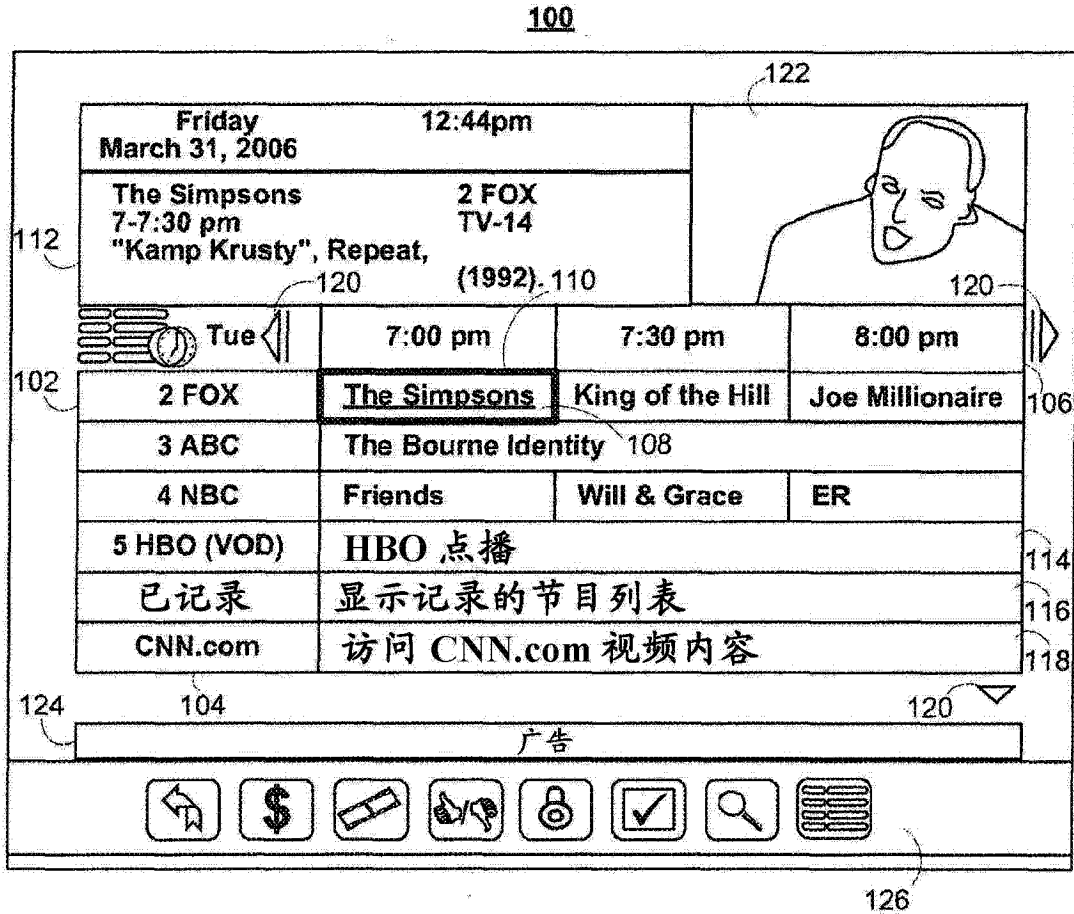 100
122
Friday 12:44pm
March 31, 2006
The Simpsons 2 FOX
7-7:30 pm TV-14
"Kamp Krusty", Repeat,
(1992).
112
120
110
120
Tue 7:00 pm 7:30 pm 8:00 pm
102
2 FOX The Simpsons King of the Hill Joe Millionaire
106
3 ABC The Bourne Identity
108
4 NBC Friends Will & Grace ER
5 HBO (VOD) HBO 点播
114
已记录 显示记录的节目列表
116
CNN.com 访问 CNN.com 视频内容
118
124
104
120
广告
$
126